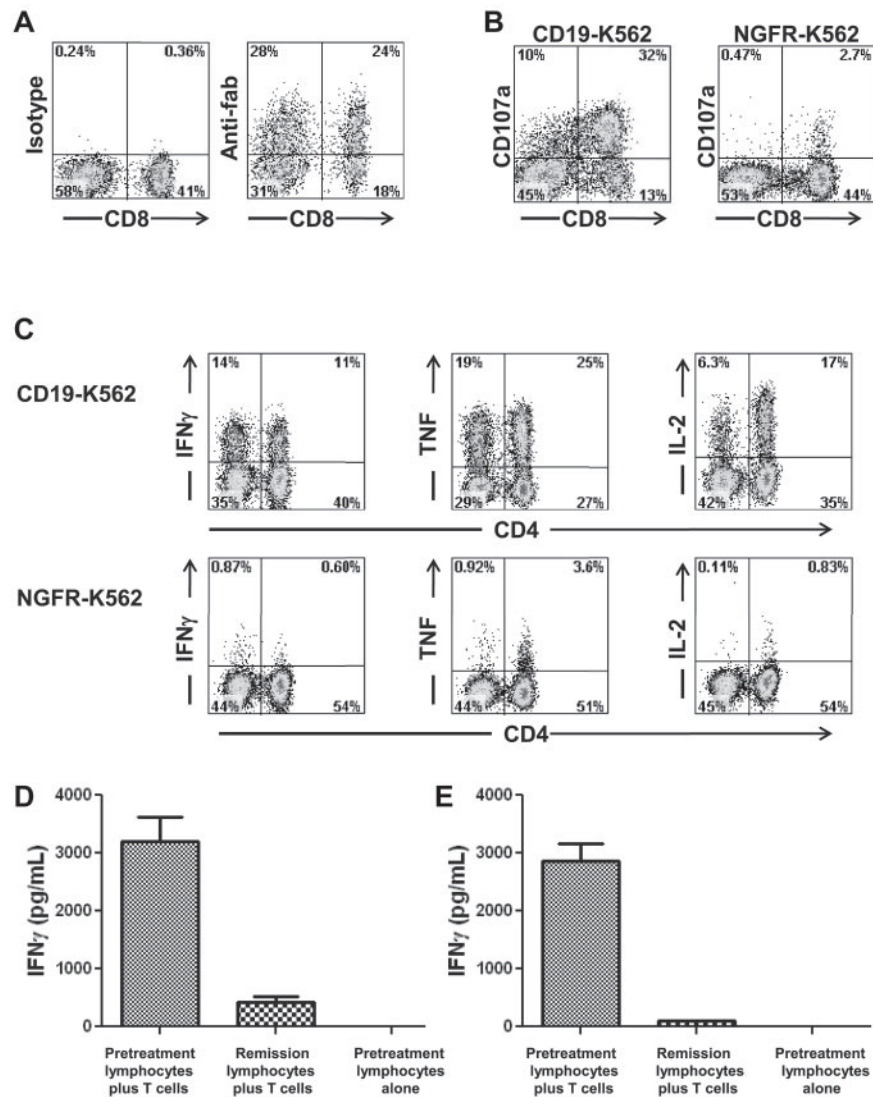 A
B
CD19-K562
NGFR-K562
0.24%
0.36%
58%
41%
Isotype
CD8
28%
24%
31%
18%
Anti-fab
CD8
10%
32%
45%
13%
CD107a
CD8
0.47%
2.7%
53%
44%
CD107a
CD8
C
CD19-K562
14%
11%
35%
40%
IFNγ
19%
25%
29%
27%
TNF
6.3%
17%
42%
35%
IL-2
CD4
NGFR-K562
0.87%
0.60%
44%
54%
IFNγ
0.92%
3.6%
44%
51%
TNF
0.11%
0.83%
45%
54%
IL-2
CD4
D
IFNγ (pg/mL)
4000
3000
2000
1000
0
Pretreatment
lymphocytes
plus T cells
Remission
lymphocytes
plus T cells
Pretreatment
lymphocytes
alone
E
IFNγ (pg/mL)
4000
3000
2000
1000
0
Pretreatment
lymphocytes
plus T cells
Remission
lymphocytes
plus T cells
Pretreatment
lymphocytes
alone